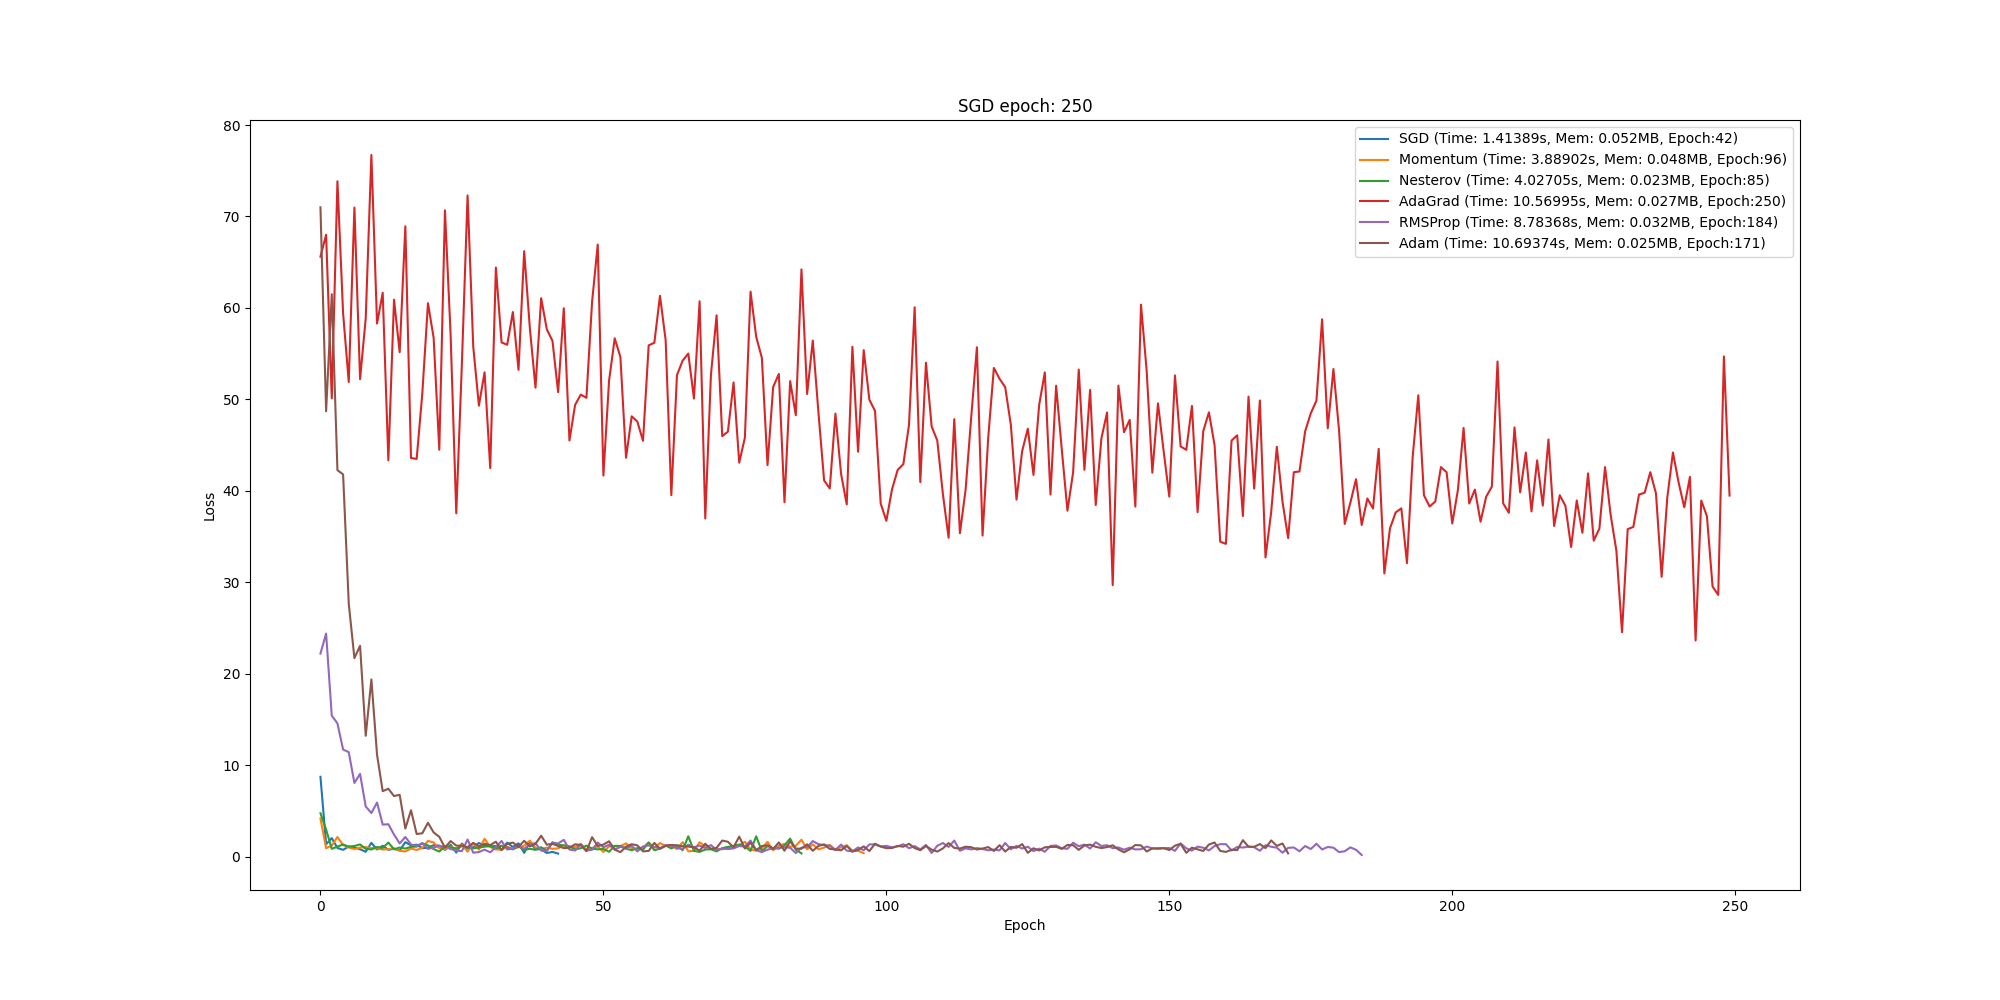 SGD epoch: 250
SGD (Time: 1.41389s, Mem: 0.052MB, Epoch:42)
Momentum (Time: 3.88902s, Mem: 0.048MB, Epoch:96)
Nesterov (Time: 4.02705s, Mem: 0.023MB, Epoch:85)
AdaGrad (Time: 10.56995s, Mem: 0.027MB, Epoch:250)
RMSProp (Time: 8.78368s, Mem: 0.032MB, Epoch:184)
Adam (Time: 10.69374s, Mem: 0.025MB, Epoch:171)
80
70
60
50
40
30
20
10
0
Loss
0 50 100 150 200 250
Epoch